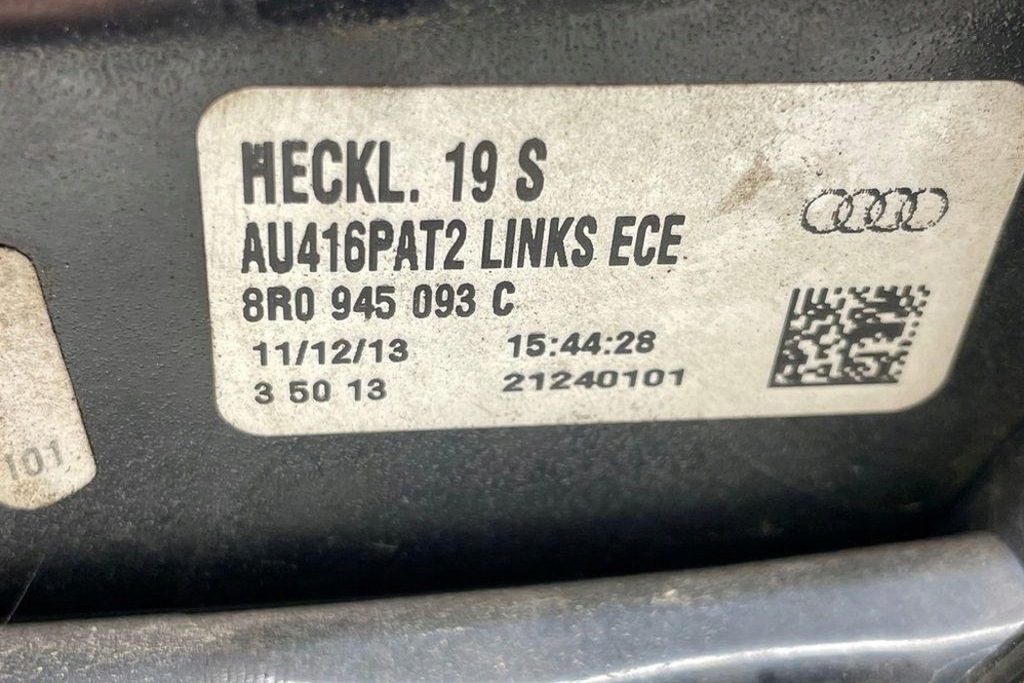 HECKL. 19 S
AU416PAT2 LINKS ECE
8R0 945 093 C
11/12/13 15:44:28
3 50 13 21240101
101